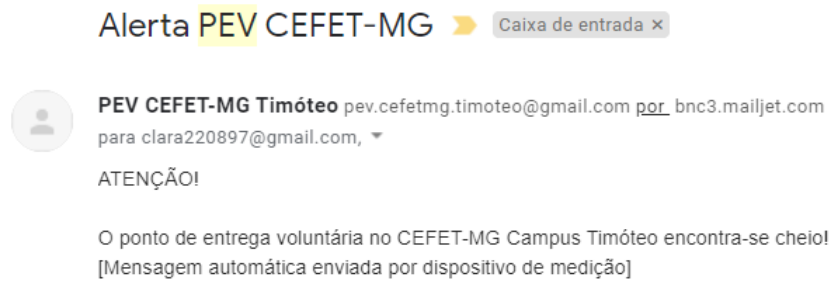 Alerta PEV CEFET-MG Caixa de entrada ×
PEV CEFET-MG Timóteo pev.cefetmg.timoteo@gmail.com por bnc3.mailjet.com
para clara220897@gmail.com,
ATENÇÃO!
O ponto de entrega voluntária no CEFET-MG Campus Timóteo encontra-se cheio!
[Mensagem automática enviada por dispositivo de medição]